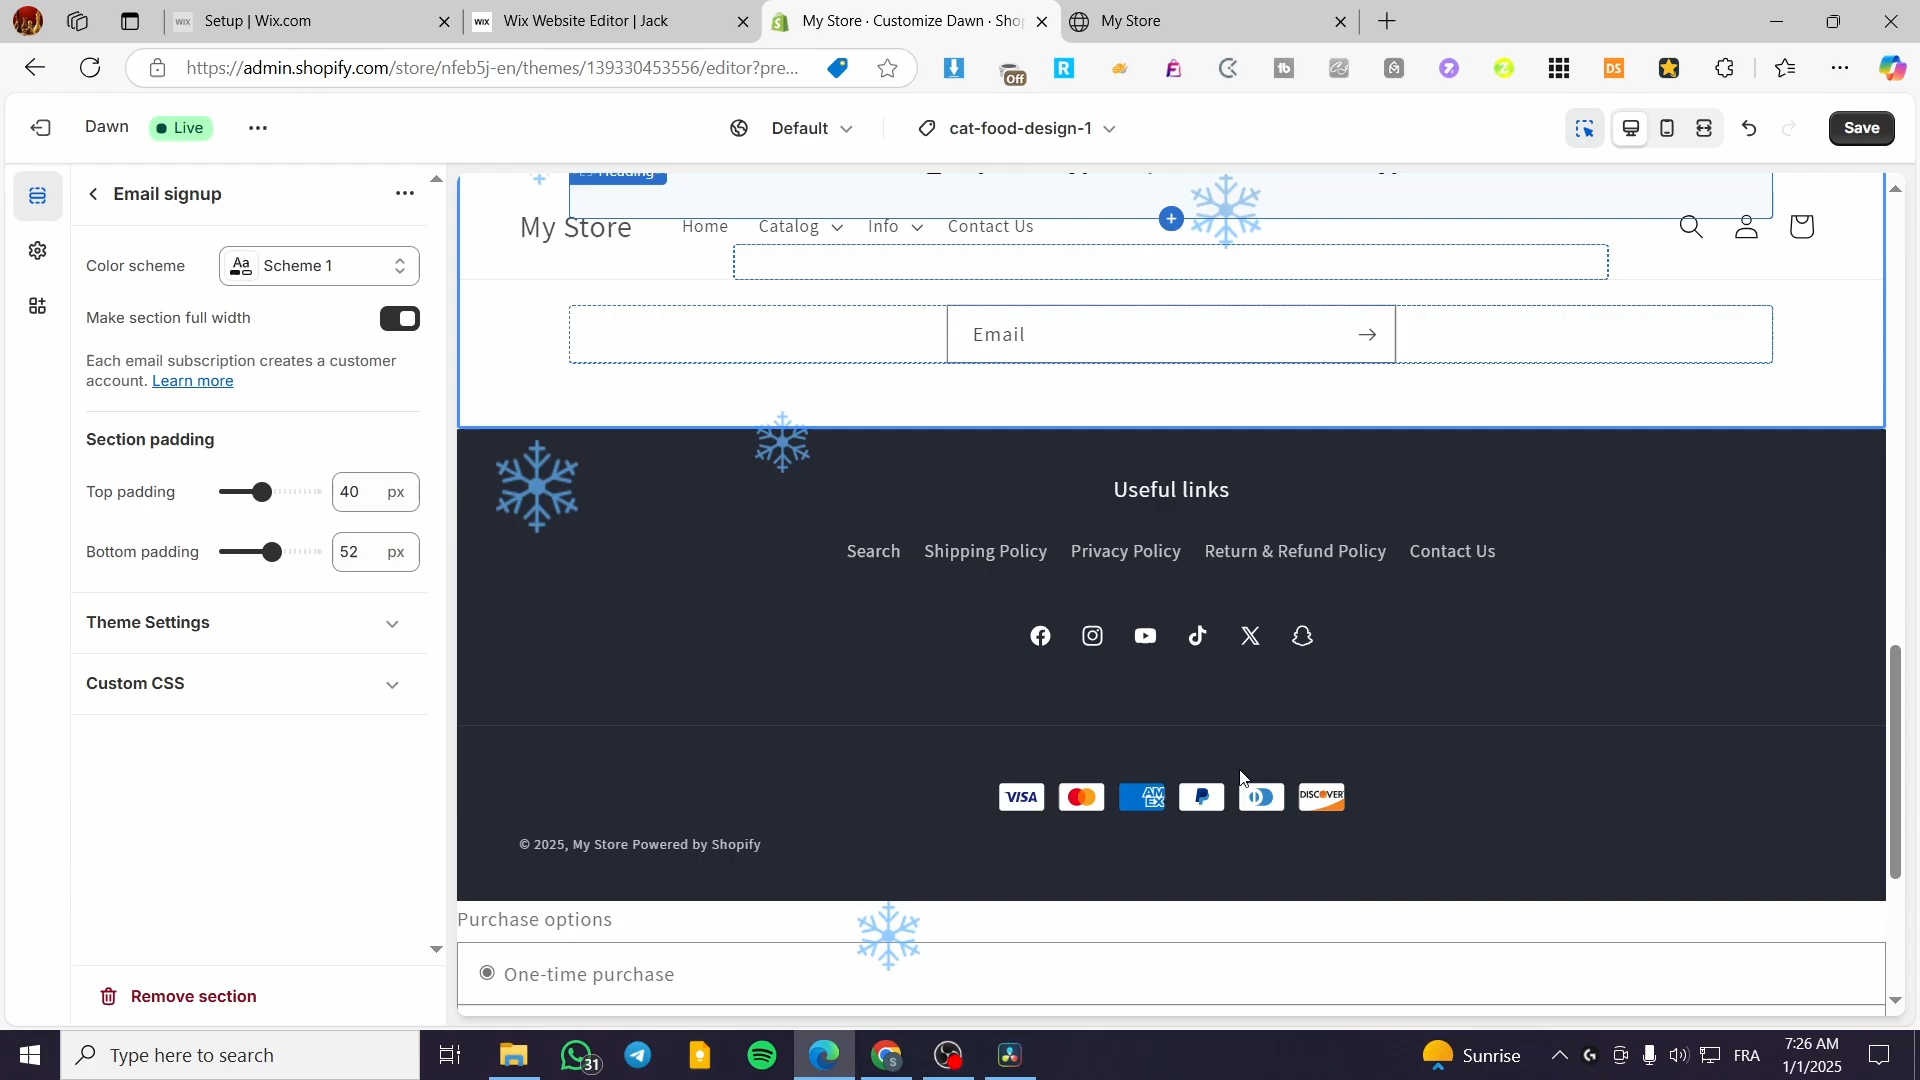 Setup | Wix.com
Wix Website Editor | Jack
My Store · Customize Dawn · Sho
My Store
https://admin.shopify.com/store/nfeb5j-en/themes/139330453556/editor?pre...
Off
Dawn
Live
Default
cat-food-design-1
Save
Email signup
Color scheme
Aa Scheme 1
Make section full width
Each email subscription creates a customer
account. Learn more
Section padding
Top padding
40 px
Bottom padding
52 px
Theme Settings
Custom CSS
Remove section
My Store
Home
Catalog
Info
Contact Us
Email
Useful links
Search
Shipping Policy
Privacy Policy
Return & Refund Policy
Contact Us
VISA
AM EX
DISCOVER
© 2025, My Store Powered by Shopify
Purchase options
One-time purchase
Type here to search
31
Sunrise
FRA
7:26 AM
1/1/2025